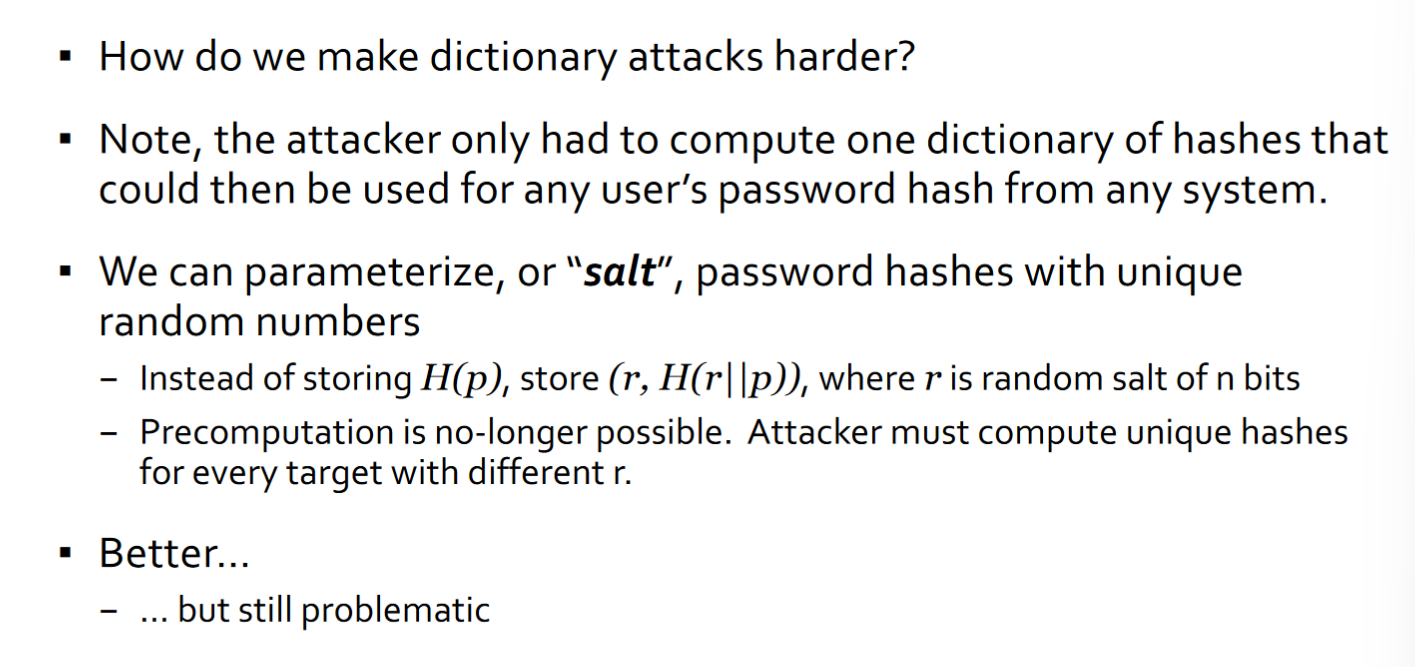 ▪ How do we make dictionary attacks harder?
▪ Note, the attacker only had to compute one dictionary of hashes that
could then be used for any user’s password hash from any system.
▪ We can parameterize, or “salt”, password hashes with unique
random numbers
– Instead of storing H(p), store (r, H(r||p)), where r is random salt of n bits
– Precomputation is no-longer possible. Attacker must compute unique hashes
for every target with different r.
▪ Better...
– ... but still problematic